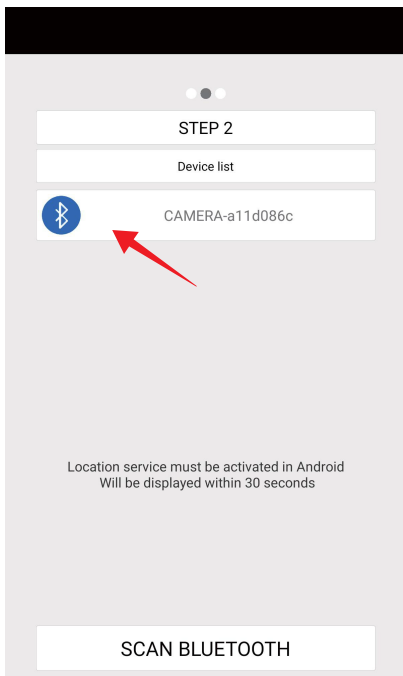 STEP 2
Device list
CAMERA-a11d086c
Location service must be activated in Android
Will be displayed within 30 seconds
SCAN BLUETOOTH